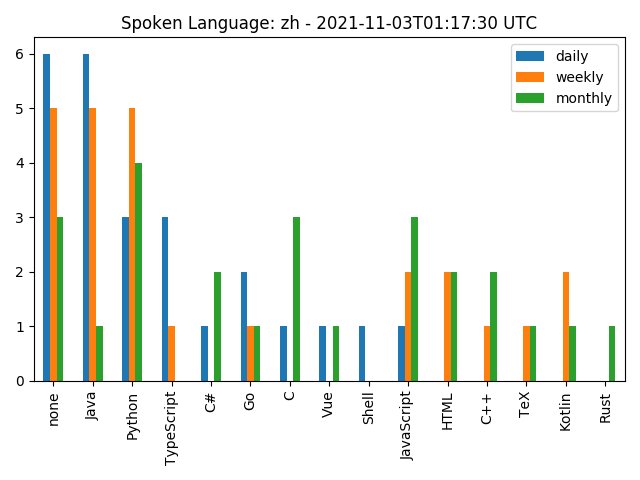 Spoken Language: zh - 2021-11-03T01:17:30 UTC
daily
weekly
monthly
6
5
4
3
2
1
0
none
Java
Python
TypeScript
C#
Go
C
Vue
Shell
JavaScript
HTML
C++
TeX
Kotlin
Rust